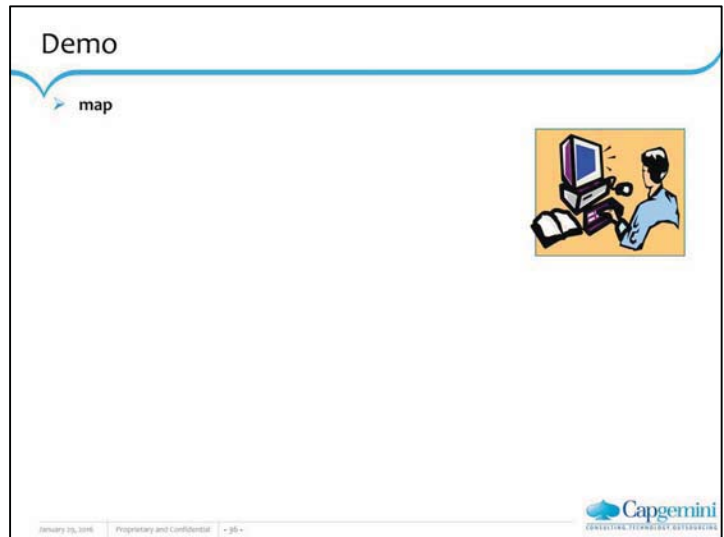 Demo
map
January 29, 2016 Proprietary and Confidential - 36 -
Capgemini
CONSULTING.TECHNOLOGY.OUTSOURCING